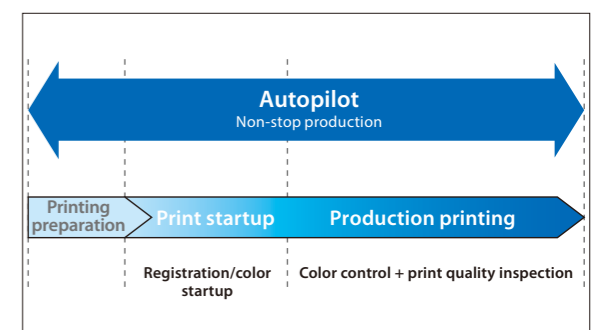 Autopilot
Non-stop production
Printing
preparation
Print startup
Production printing
Registration/color
startup
Color control + print quality inspection